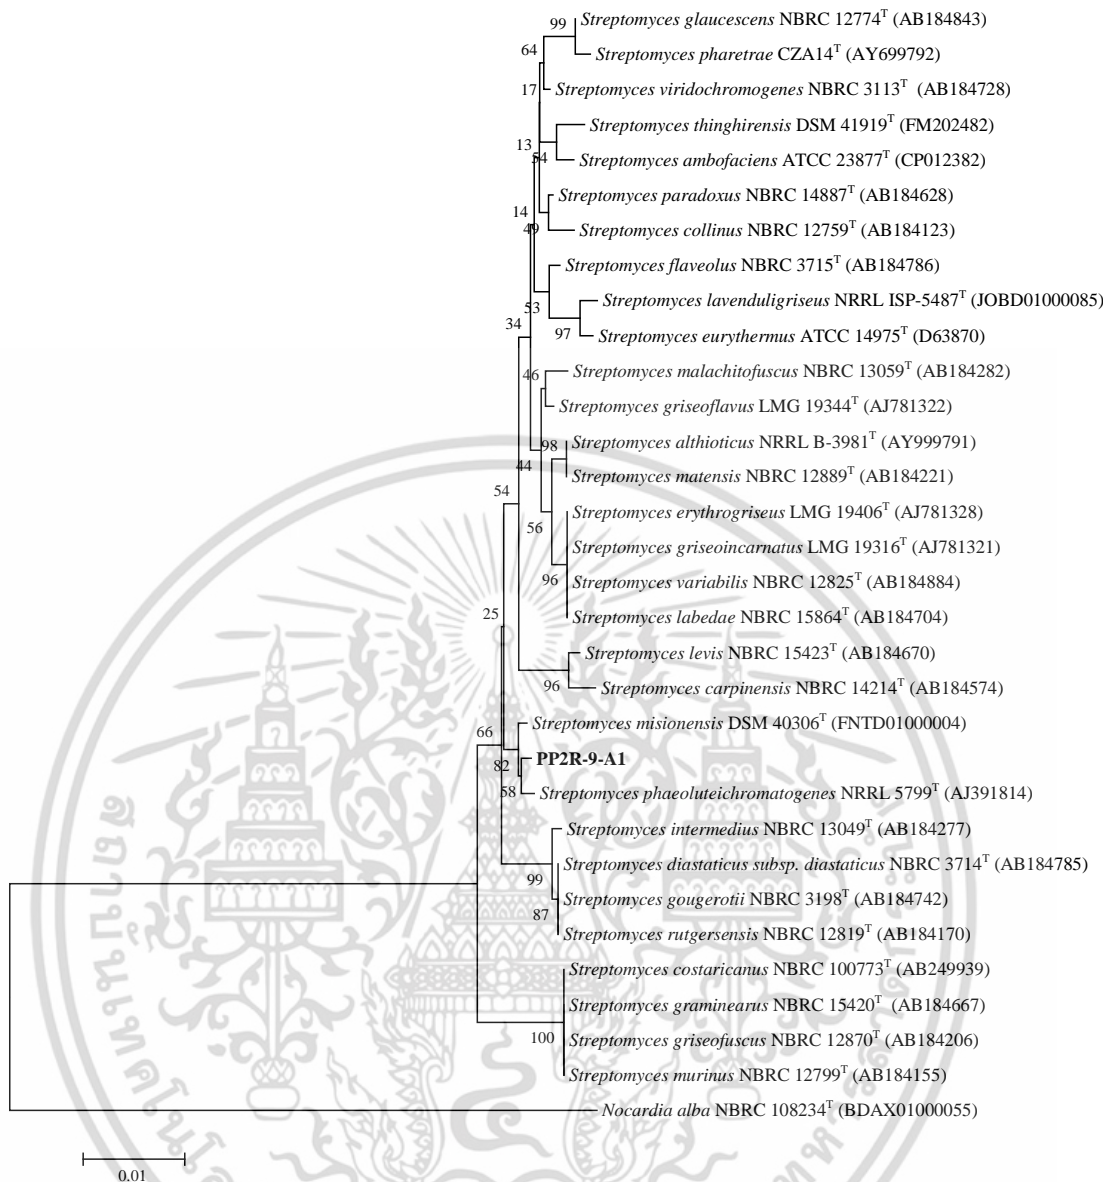 99 Streptomyces glaucescens NBRC 12774ᵀ (AB184843)
64 Streptomyces pharetrae CZA14ᵀ (AY699792)
17 Streptomyces viridochromogenes NBRC 3113ᵀ (AB184728)
Streptomyces thinghirensis DSM 41919ᵀ (FM202482)
13
54 Streptomyces ambofaciens ATCC 23877ᵀ (CP012382)
Streptomyces paradoxus NBRC 14887ᵀ (AB184628)
14
49 Streptomyces collinus NBRC 12759ᵀ (AB184123)
Streptomyces flaveolus NBRC 3715ᵀ (AB184786)
53 Streptomyces lavenduligriseus NRRL ISP-5487ᵀ (JOBD01000085)
34
97 Streptomyces eurythermus ATCC 14975ᵀ (D63870)
46 Streptomyces malachitofuscus NBRC 13059ᵀ (AB184282)
Streptomyces griseoflavus LMG 19344ᵀ (AJ781322)
98 Streptomyces althioticus NRRL B-3981ᵀ (AY999791)
44 Streptomyces matensis NBRC 12889ᵀ (AB184221)
54
56 Streptomyces erythrogriseus LMG 19406ᵀ (AJ781328)
Streptomyces griseoincarnatus LMG 19316ᵀ (AJ781321)
96 Streptomyces variabilis NBRC 12825ᵀ (AB184884)
25 Streptomyces labedae NBRC 15864ᵀ (AB184704)
Streptomyces levis NBRC 15423ᵀ (AB184670)
96 Streptomyces carpinensis NBRC 14214ᵀ (AB184574)
66 Streptomyces misionensis DSM 40306ᵀ (FNTD01000004)
82 PP2R-9-A1
58 Streptomyces phaeoluteichromatogenes NRRL 5799ᵀ (AJ391814)
Streptomyces intermedius NBRC 13049ᵀ (AB184277)
Streptomyces diastaticus subsp. diastaticus NBRC 3714ᵀ (AB184785)
99
87 Streptomyces gougerotii NBRC 3198ᵀ (AB184742)
Streptomyces rutgersensis NBRC 12819ᵀ (AB184170)
Streptomyces costaricanus NBRC 100773ᵀ (AB249939)
Streptomyces graminearus NBRC 15420ᵀ (AB184667)
100 Streptomyces griseofuscus NBRC 12870ᵀ (AB184206)
Streptomyces murinus NBRC 12799ᵀ (AB184155)
Nocardia alba NBRC 108234ᵀ (BDAX01000055)
0.01